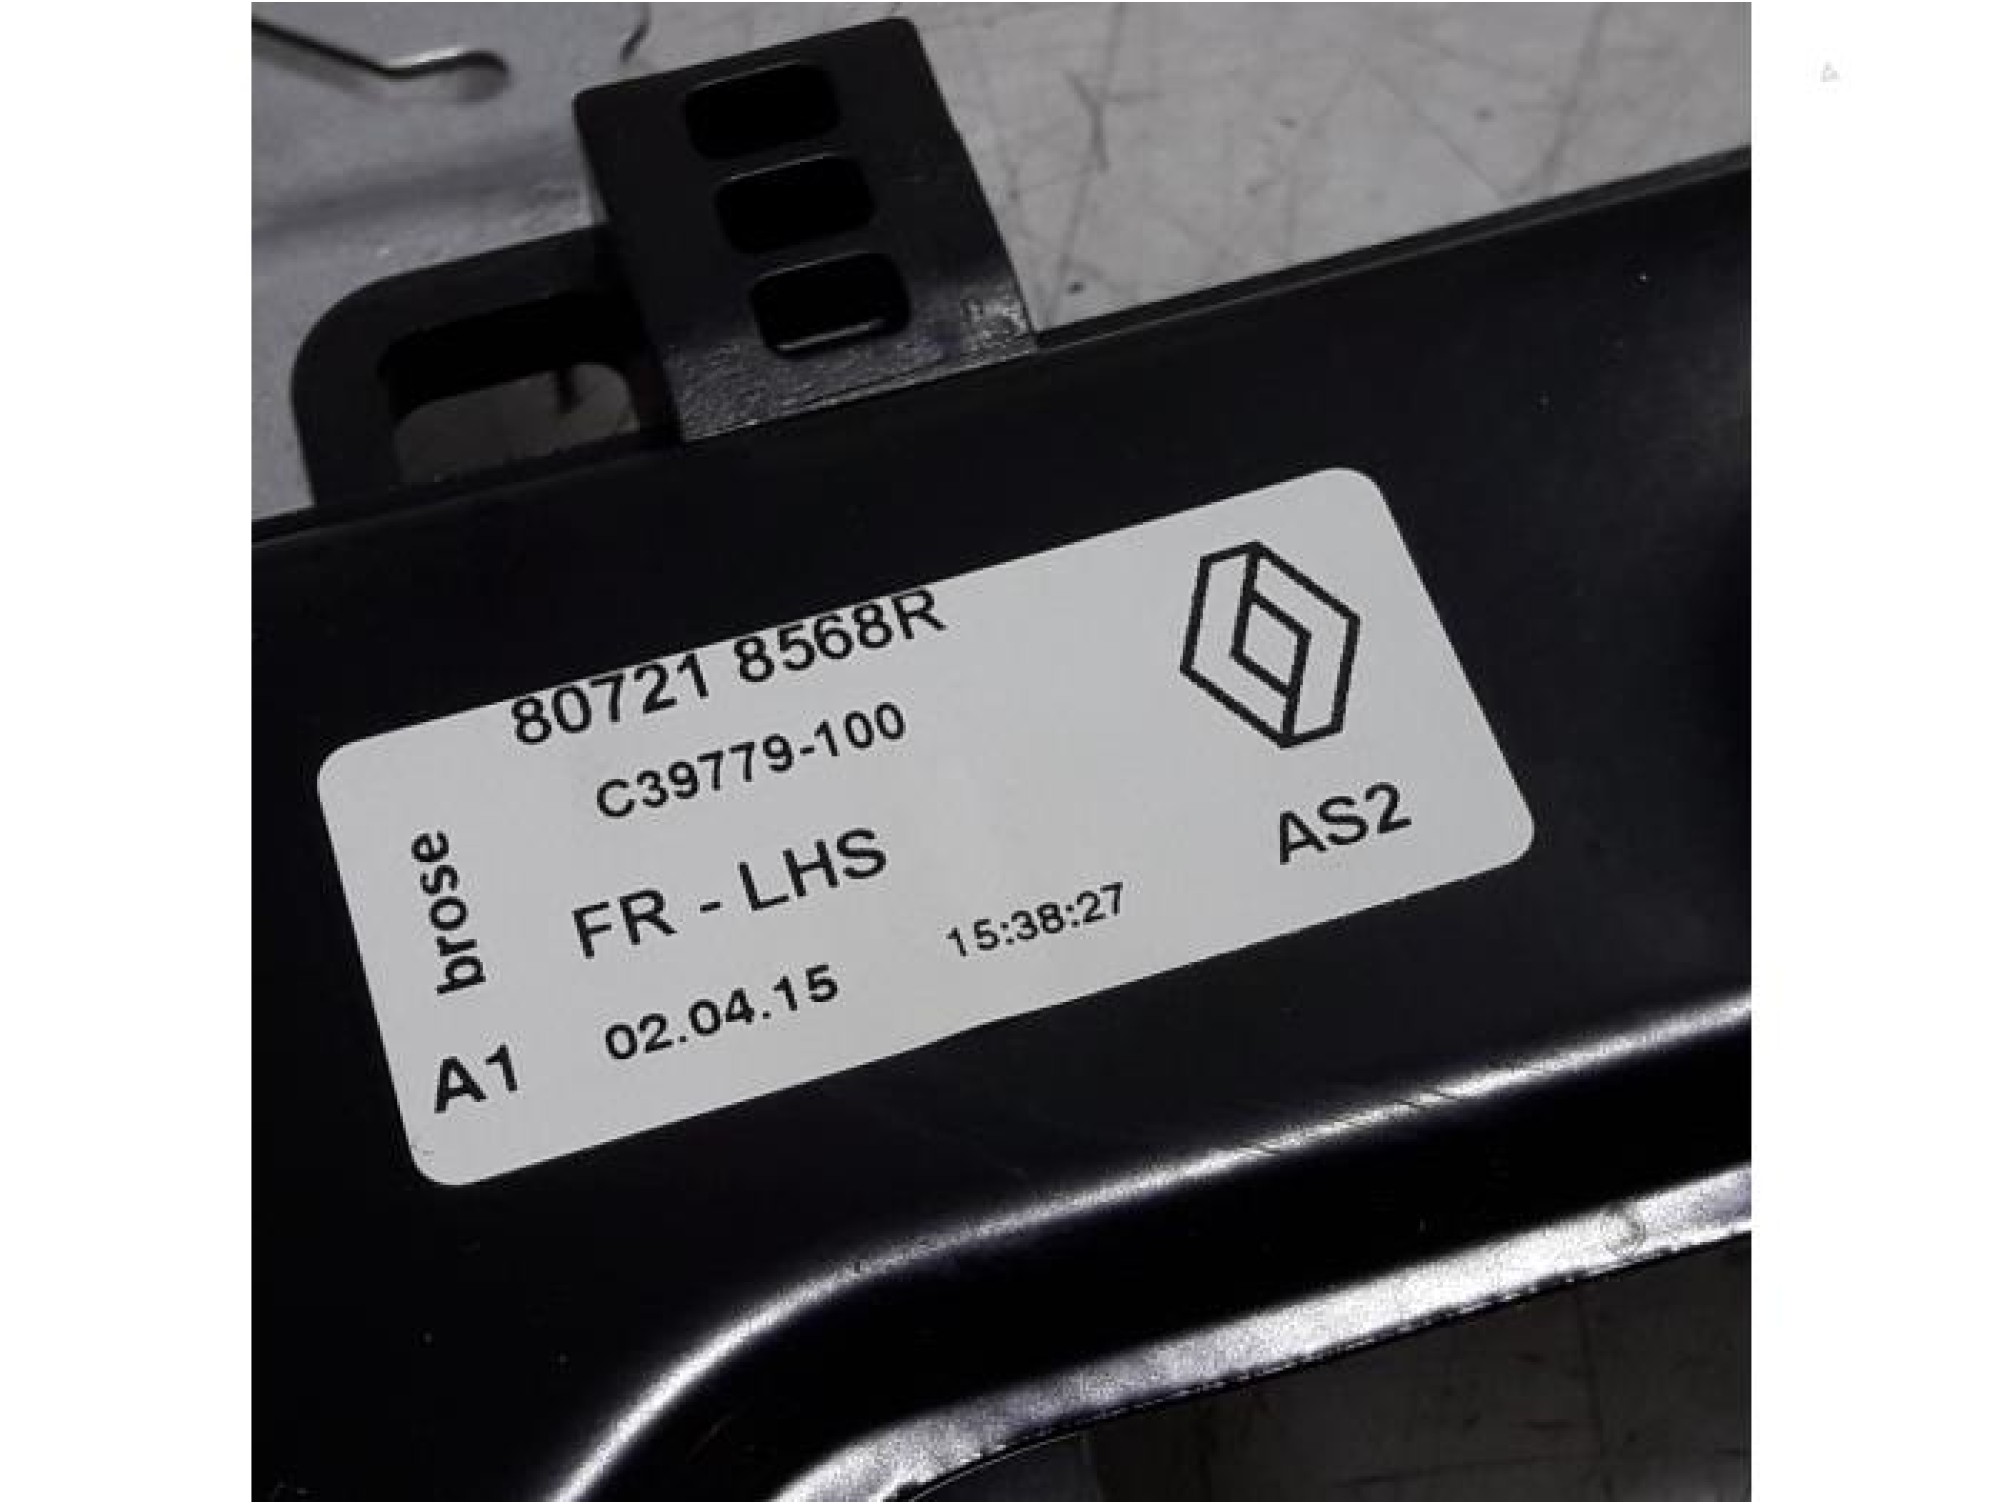 80721 8568R
C39779-100
brose
FR - LHS
AS2
A1
02.04.15
15:38:27